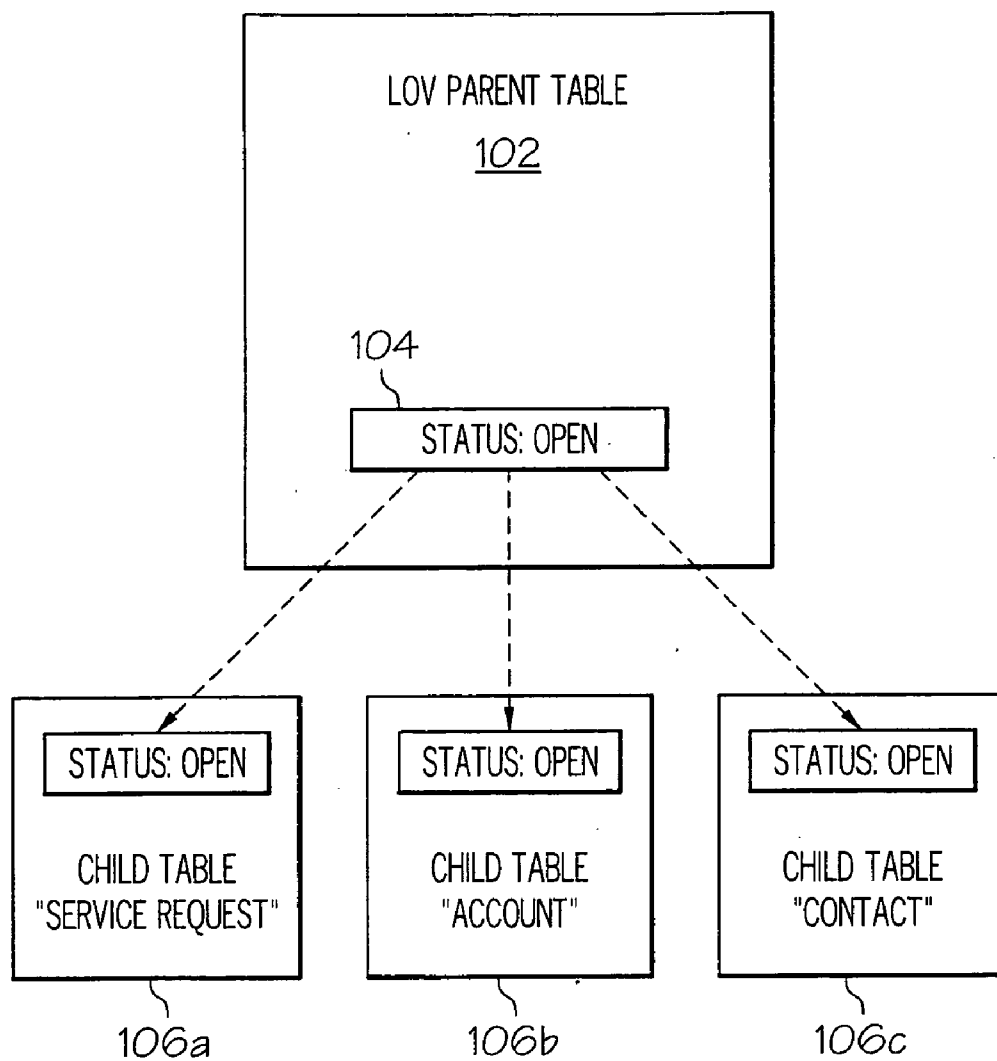 LOV PARENT TABLE
102
104
STATUS: OPEN
STATUS: OPEN
STATUS: OPEN
STATUS: OPEN
CHILD TABLE
"SERVICE REQUEST"
CHILD TABLE
"ACCOUNT"
CHILD TABLE
"CONTACT"
106a
106b
106c